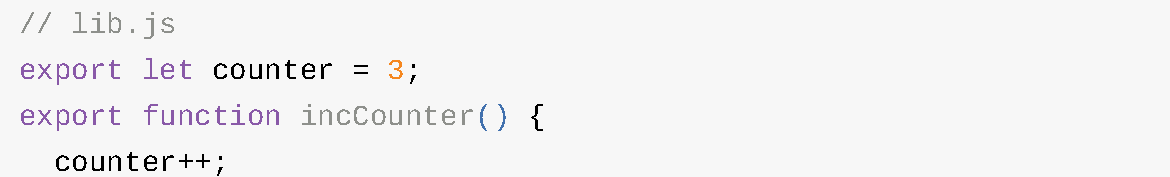 // lib.js
export let counter = 3;
export function incCounter() {
  counter++;